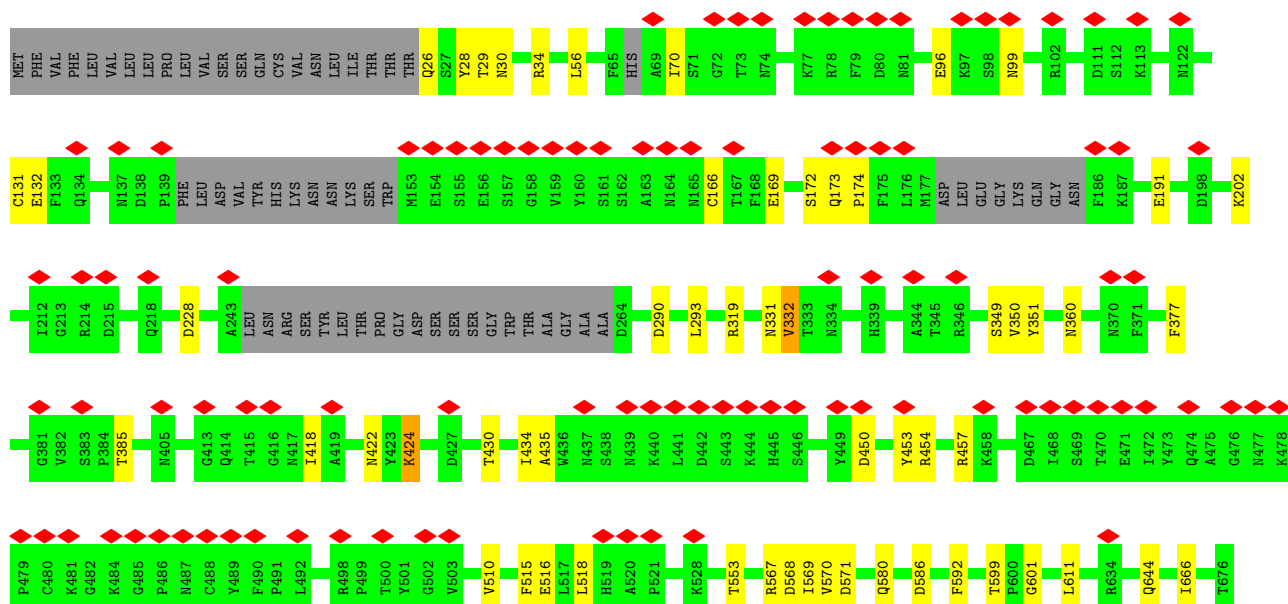 MET PHE VAL PHE LEU VAL LEU LEU PRO LEU VAL SER SER GLN CYS VAL ASN LEU ILE THR THR THR Q26 S27 Y28 T29 N30 R34 L56 F65 HIS A69 I70 S71 G72 T73 N74 K77 R78 F79 D80 N81 E96 K97 S98 N99 R102 D111 S112 K113 N122
C131 E132 F133 Q134 N137 D138 P139 PHE LEU ASP VAL TYR HIS LYS ASN ASN LYS SER TRP M153 E154 S155 E156 S157 G158 V159 Y160 S161 S162 A163 N164 N165 C166 T167 F168 E169 S172 Q173 P174 F175 L176 M177 ASP LEU GLU GLY LYS GLN GLY ASN F186 K187 E191 D198 K202
I212 G213 R214 D215 Q218 D228 A243 LEU ASN ARG SER TYR LEU THR PRO GLY ASP SER SER SER GLY TRP THR ALA GLY ALA ALA D264 D290 L293 R319 N331 V332 T333 N334 H339 A344 T345 R346 S349 V350 Y351 N360 N370 F371 F377
G381 V382 S383 P384 T385 N405 G413 Q414 T415 G416 N417 I418 A419 N422 Y423 K424 D427 T430 I434 A435 W436 N437 S438 N439 K440 L441 D442 S443 K444 H445 S446 Y449 D450 Y453 R454 R457 K458 D467 I468 S469 T470 E471 I472 Y473 Q474 A475 G476 N477 K478
P479 C480 K481 G482 K484 G485 P486 N487 C488 Y489 F490 P491 L492 R498 P499 T500 Y501 G502 V503 V510 F515 E516 L517 L518 H519 A520 P521 K528 T553 R567 D568 I569 V570 D571 Q580 D586 F592 T599 P600 G601 L611 R634 Q644 I666 T676